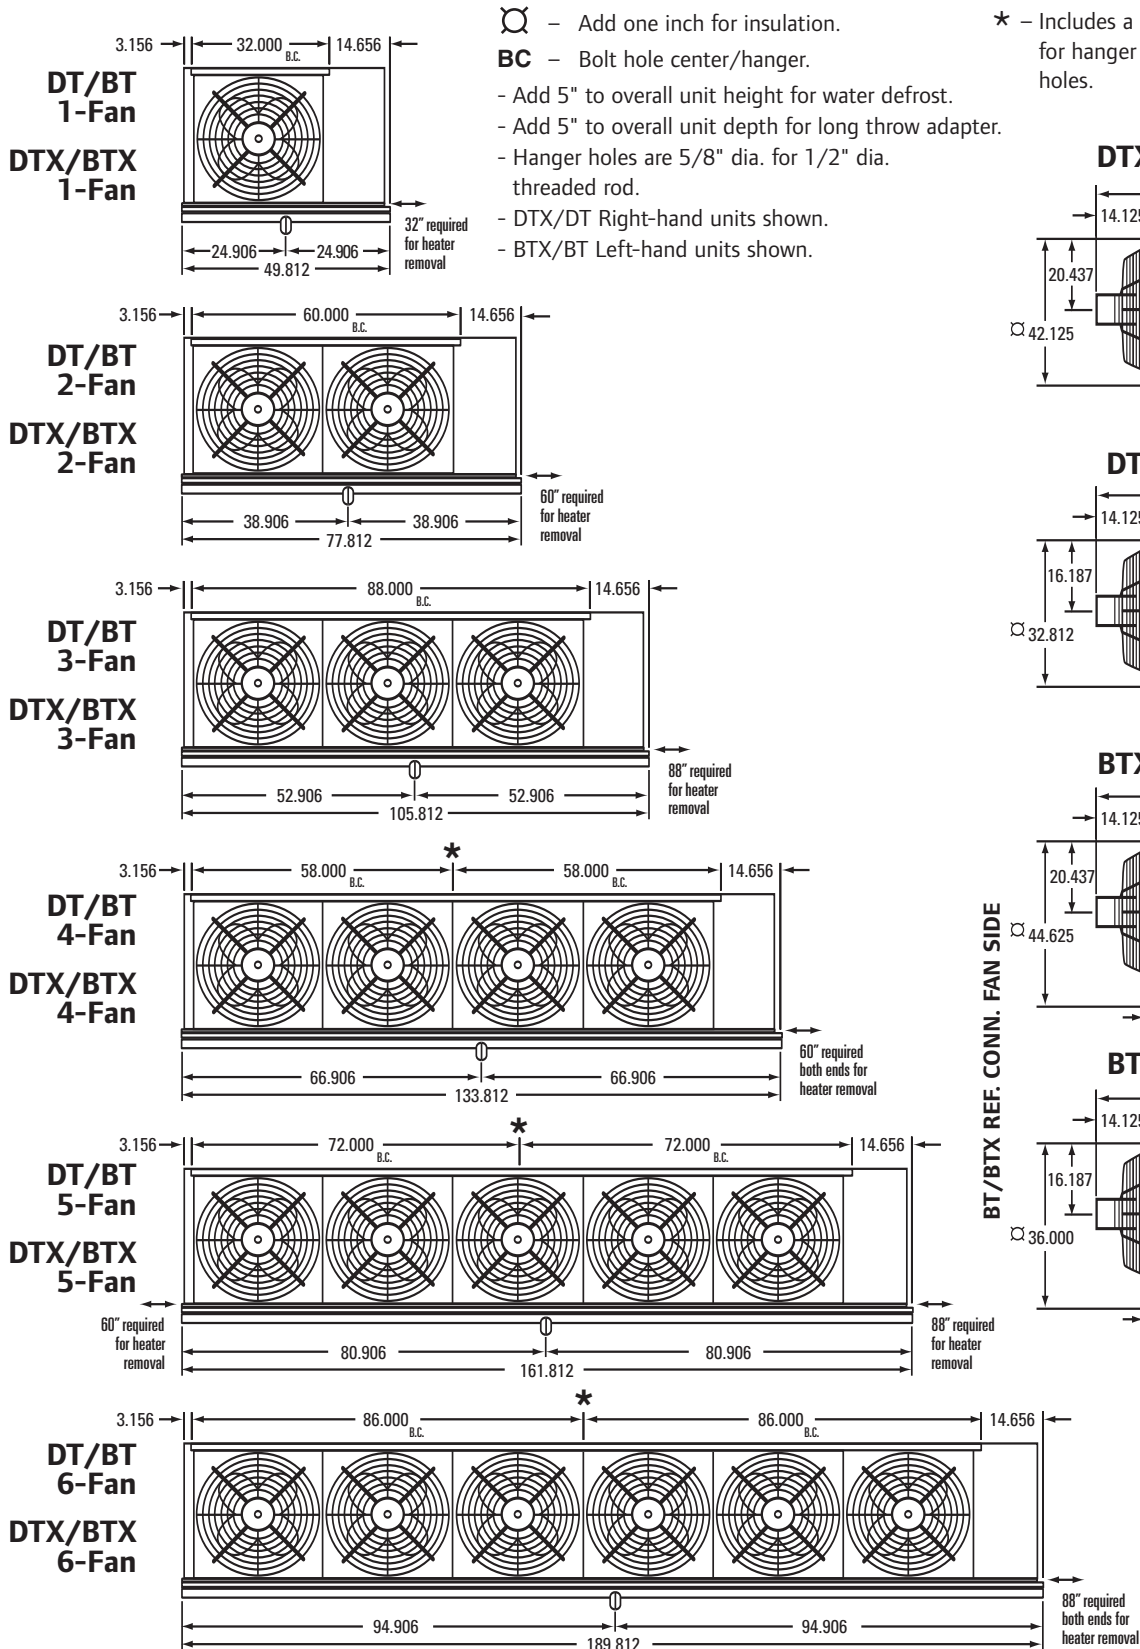 ¤ – Add one inch for insulation.
BC – Bolt hole center/hanger.
- Add 5" to overall unit height for water defrost.
- Add 5" to overall unit depth for long throw adapter.
- Hanger holes are 5/8" dia. for 1/2" dia.
threaded rod.
- DTX/DT Right-hand units shown.
- BTX/BT Left-hand units shown.
* – Includes a
for hanger
holes.
DT/BT
1-Fan
DTX/BTX
1-Fan
3.156 32.000 14.656
B.C.
32" required
for heater
removal
24.906 24.906
49.812
DT/BT
2-Fan
DTX/BTX
2-Fan
3.156 60.000 14.656
B.C.
60" required
for heater
removal
38.906 38.906
77.812
DT/BT
3-Fan
DTX/BTX
3-Fan
3.156 88.000 14.656
B.C.
88" required
for heater
removal
52.906 52.906
105.812
DT/BT
4-Fan
DTX/BTX
4-Fan
*
3.156 58.000 58.000 14.656
B.C. B.C.
60" required
both ends for
heater removal
66.906 66.906
133.812
DT/BT
5-Fan
DTX/BTX
5-Fan
*
3.156 72.000 72.000 14.656
B.C. B.C.
60" required
for heater
removal
88" required
for heater
removal
80.906 80.906
161.812
DT/BT
6-Fan
DTX/BTX
6-Fan
*
3.156 86.000 86.000 14.656
B.C. B.C.
88" required
both ends for
heater removal
94.906 94.906
189.812
DTX
14.125
20.437
¤ 42.125
DT
14.125
16.187
¤ 32.812
BTX
14.125
20.437
¤ 44.625
BT/BTX REF. CONN. FAN SIDE
BT
14.125
16.187
¤ 36.000